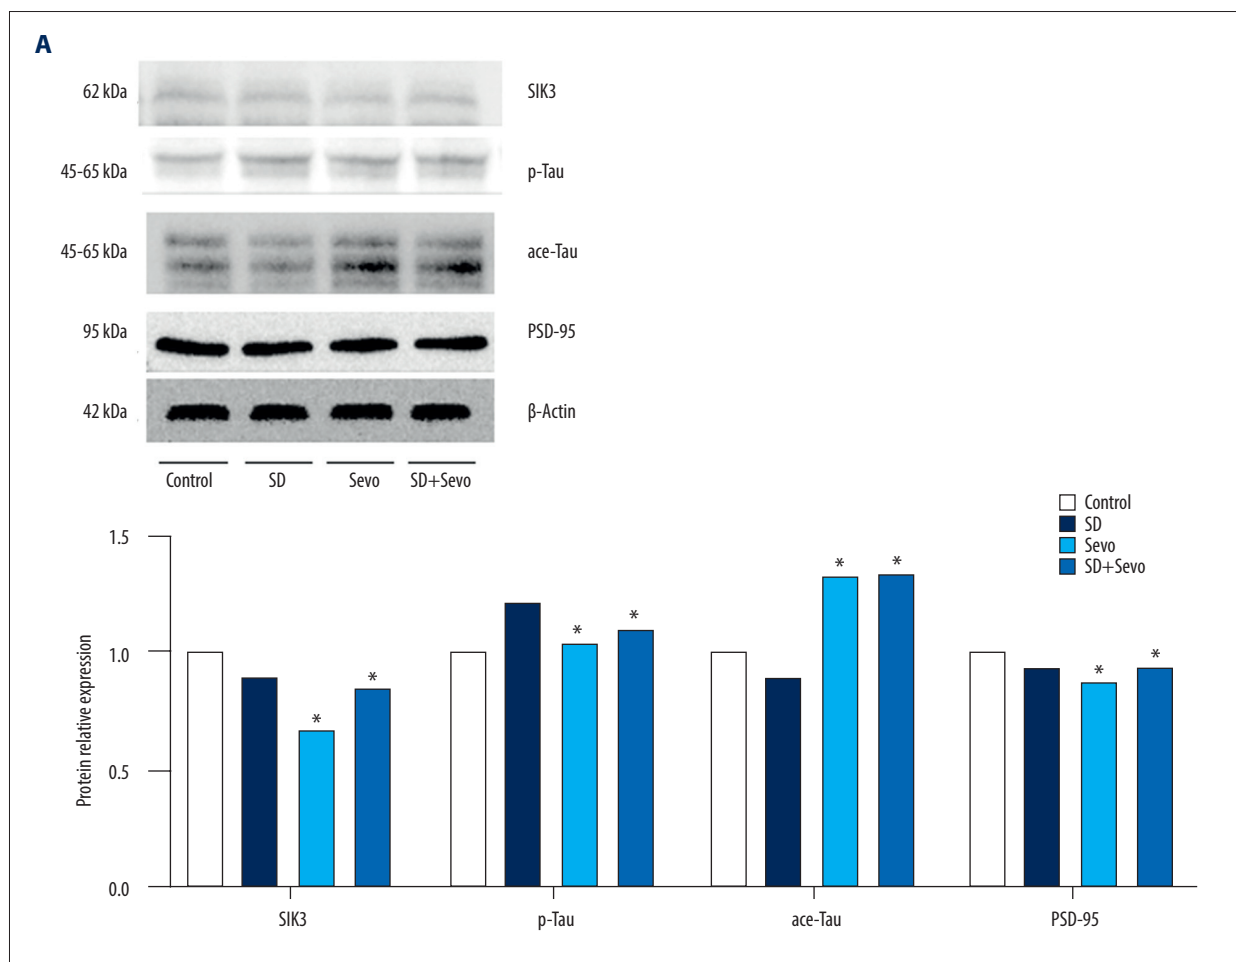 A
62 kDa SIK3
45-65 kDa p-Tau
45-65 kDa ace-Tau
95 kDa PSD-95
42 kDa β-Actin
Control SD Sevo SD+Sevo
Control
SD
Sevo
SD+Sevo
Protein relative expression
1.5
1.0
0.5
0.0
* * * * * * * *
SIK3 p-Tau ace-Tau PSD-95